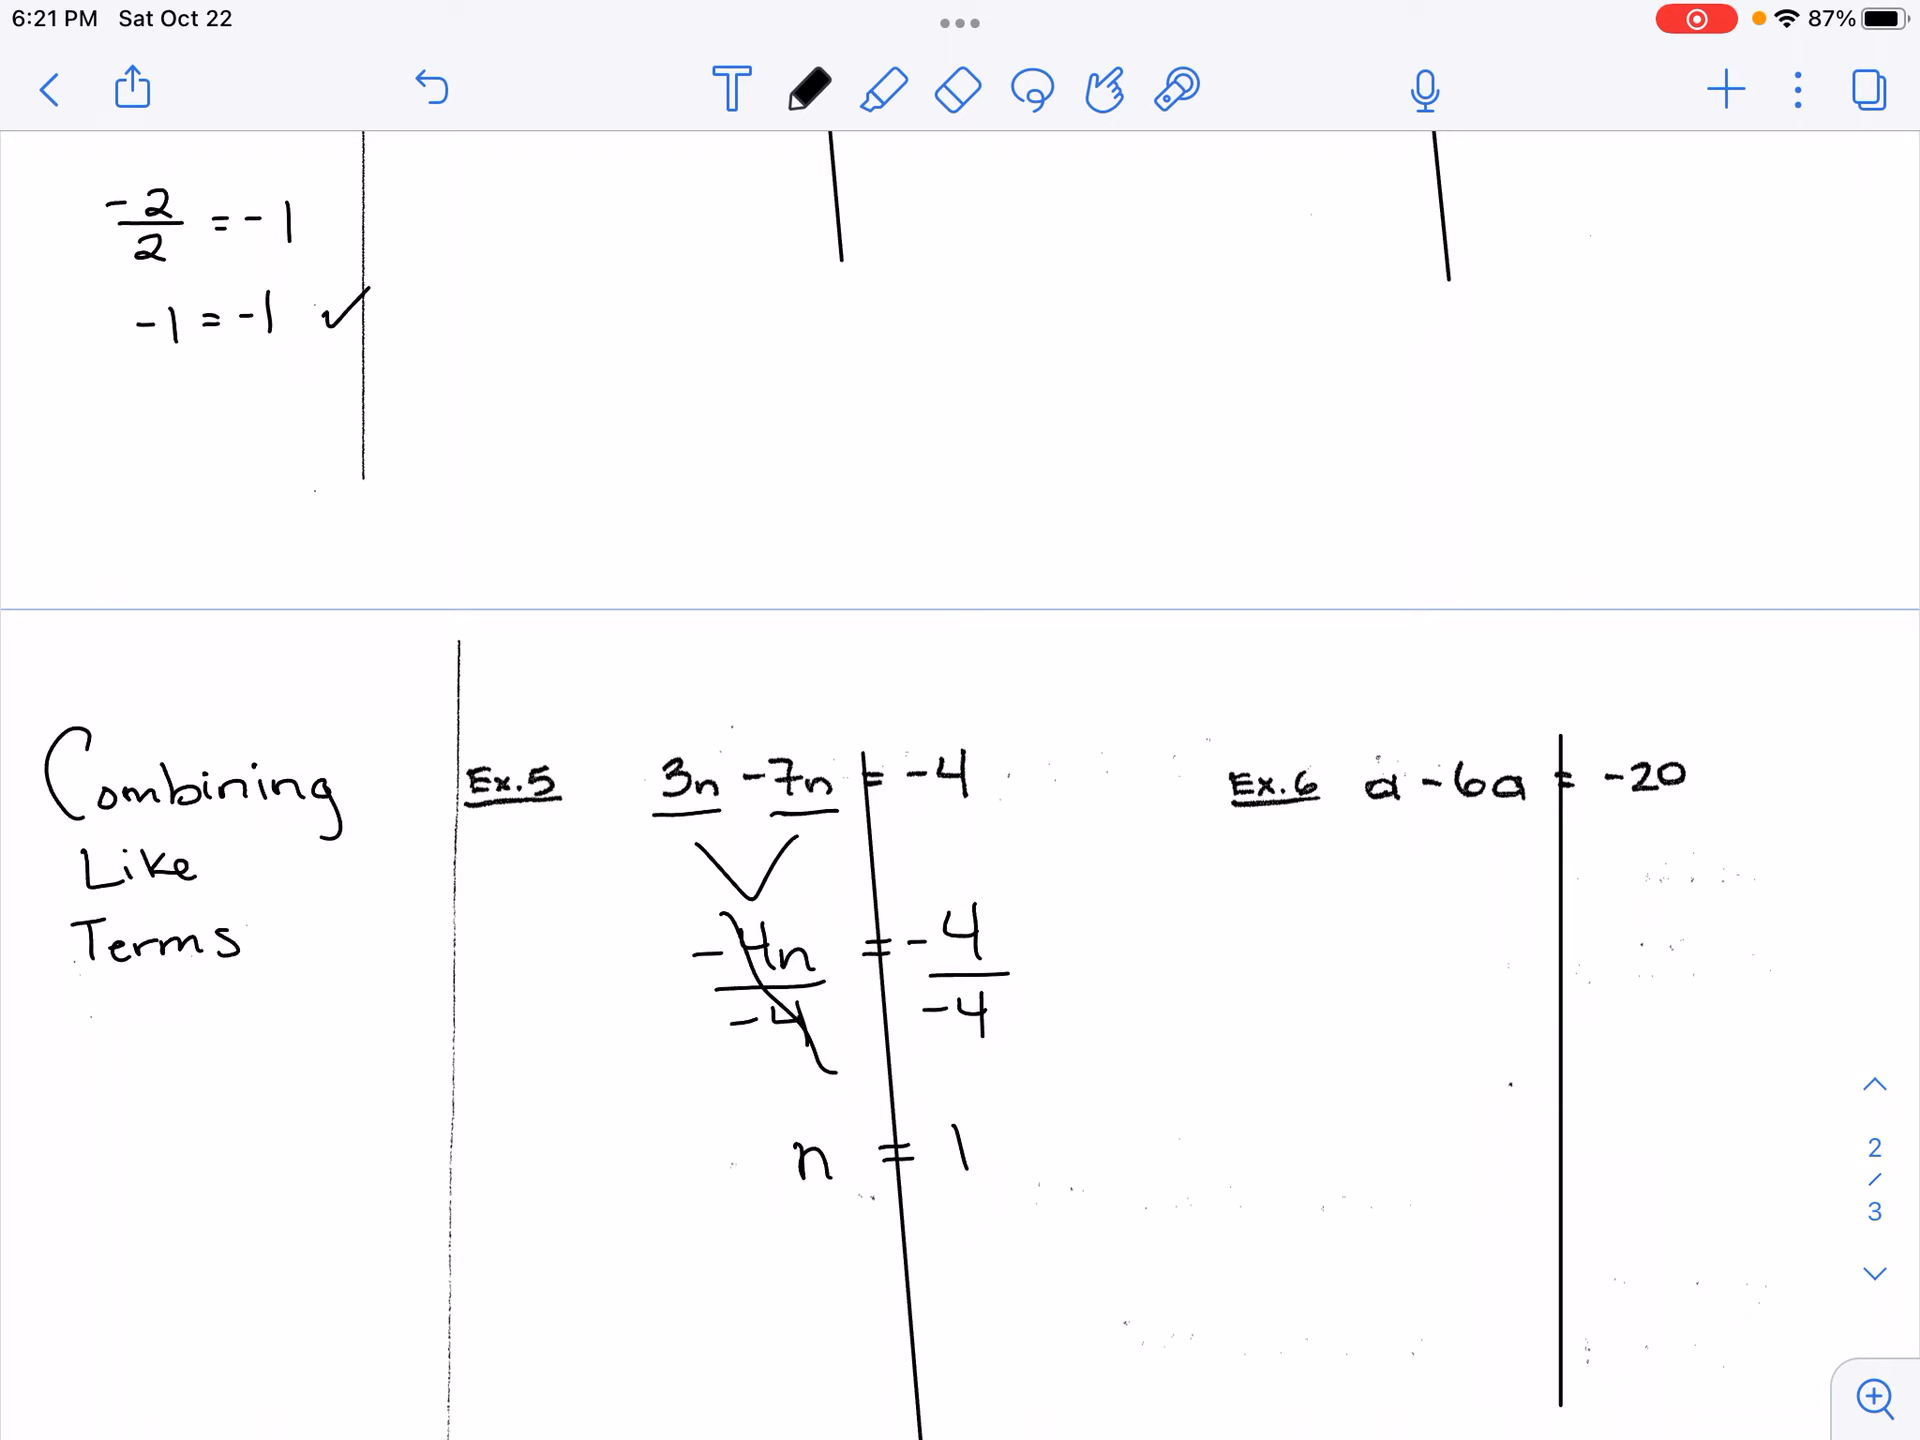 6:21 PM Sat Oct 22
87%
-2
2
= -1
-1 = -1 ✓
Combining
Like
Terms
Ex.5 3n - 7n = -4
-4n = -4
-4 -4
n = 1
Ex.6 a - 6a = -20
2
/
3